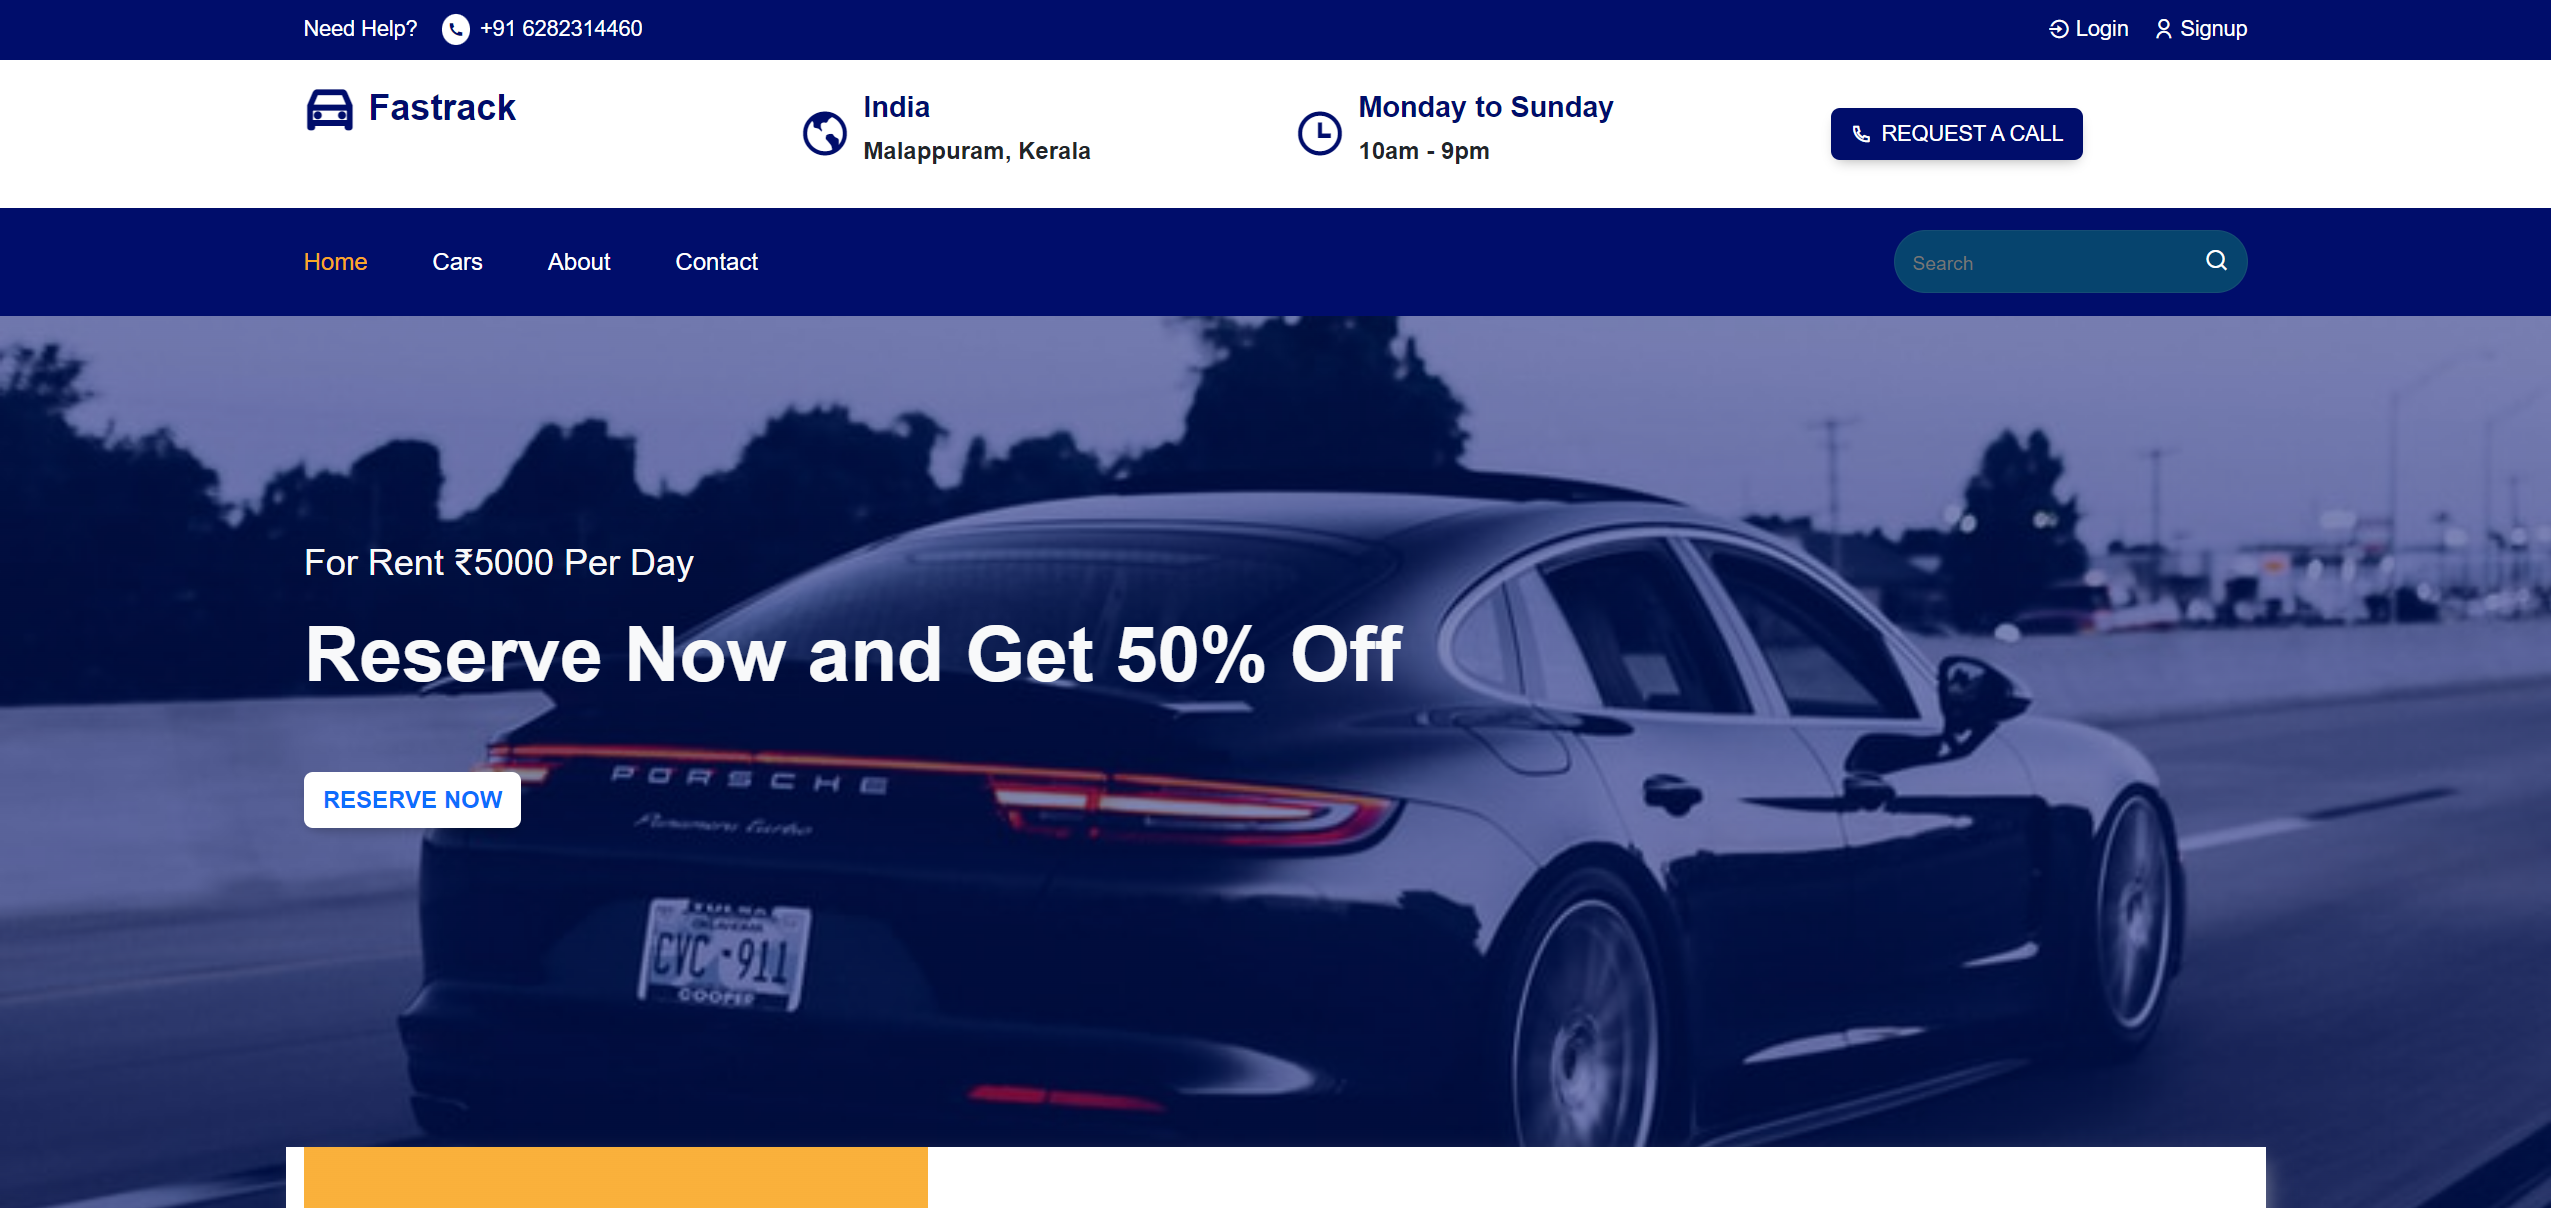 Need Help? +91 6282314460
Login Signup
Fastrack
India
Malappuram, Kerala
Monday to Sunday
10am - 9pm
REQUEST A CALL
Home Cars About Contact
Search
For Rent ₹5000 Per Day
Reserve Now and Get 50% Off
RESERVE NOW
PORSCHE
Panamera turbo
OKLAHOMA
CVC-911
COOPER